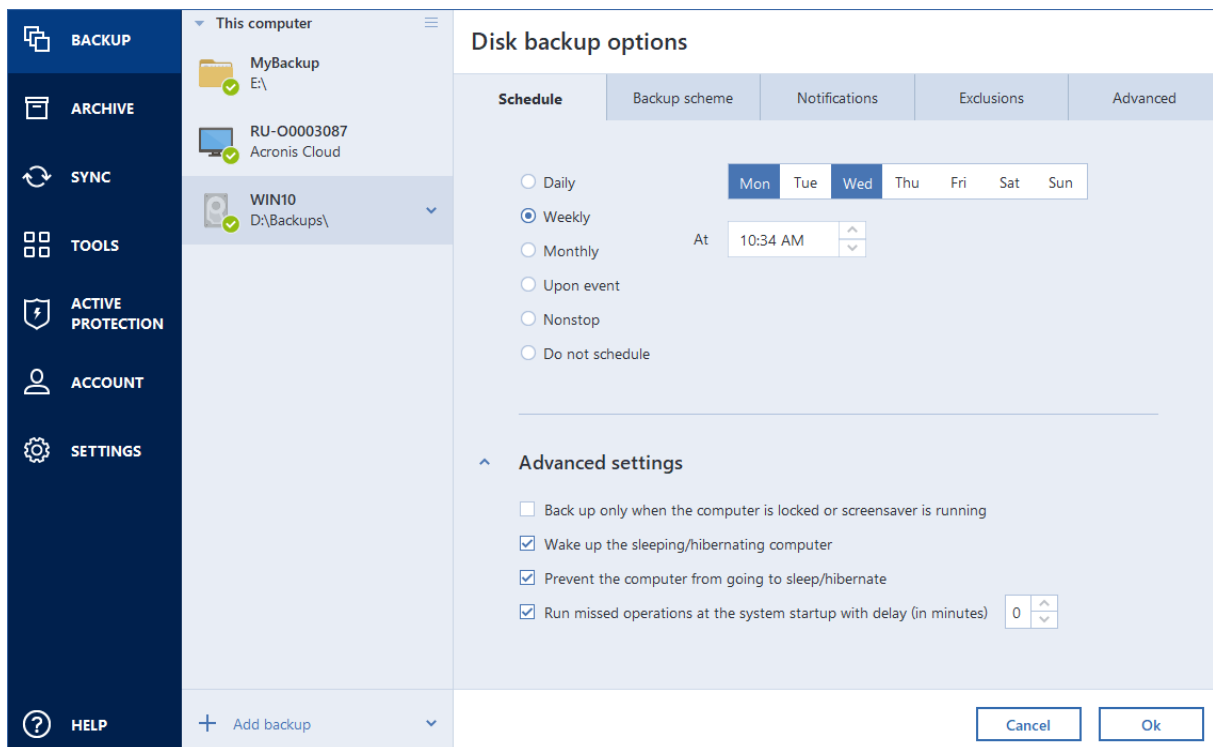 BACKUP
ARCHIVE
SYNC
TOOLS
ACTIVE
PROTECTION
ACCOUNT
SETTINGS
HELP
This computer
MyBackup
E:\
RU-O0003087
Acronis Cloud
WIN10
D:\Backups\
Add backup
Disk backup options
Schedule
Backup scheme
Notifications
Exclusions
Advanced
Daily
Weekly
Monthly
Upon event
Nonstop
Do not schedule
Mon Tue Wed Thu Fri Sat Sun
At 10:34 AM
Advanced settings
Back up only when the computer is locked or screensaver is running
Wake up the sleeping/hibernating computer
Prevent the computer from going to sleep/hibernate
Run missed operations at the system startup with delay (in minutes) 0
Cancel
Ok